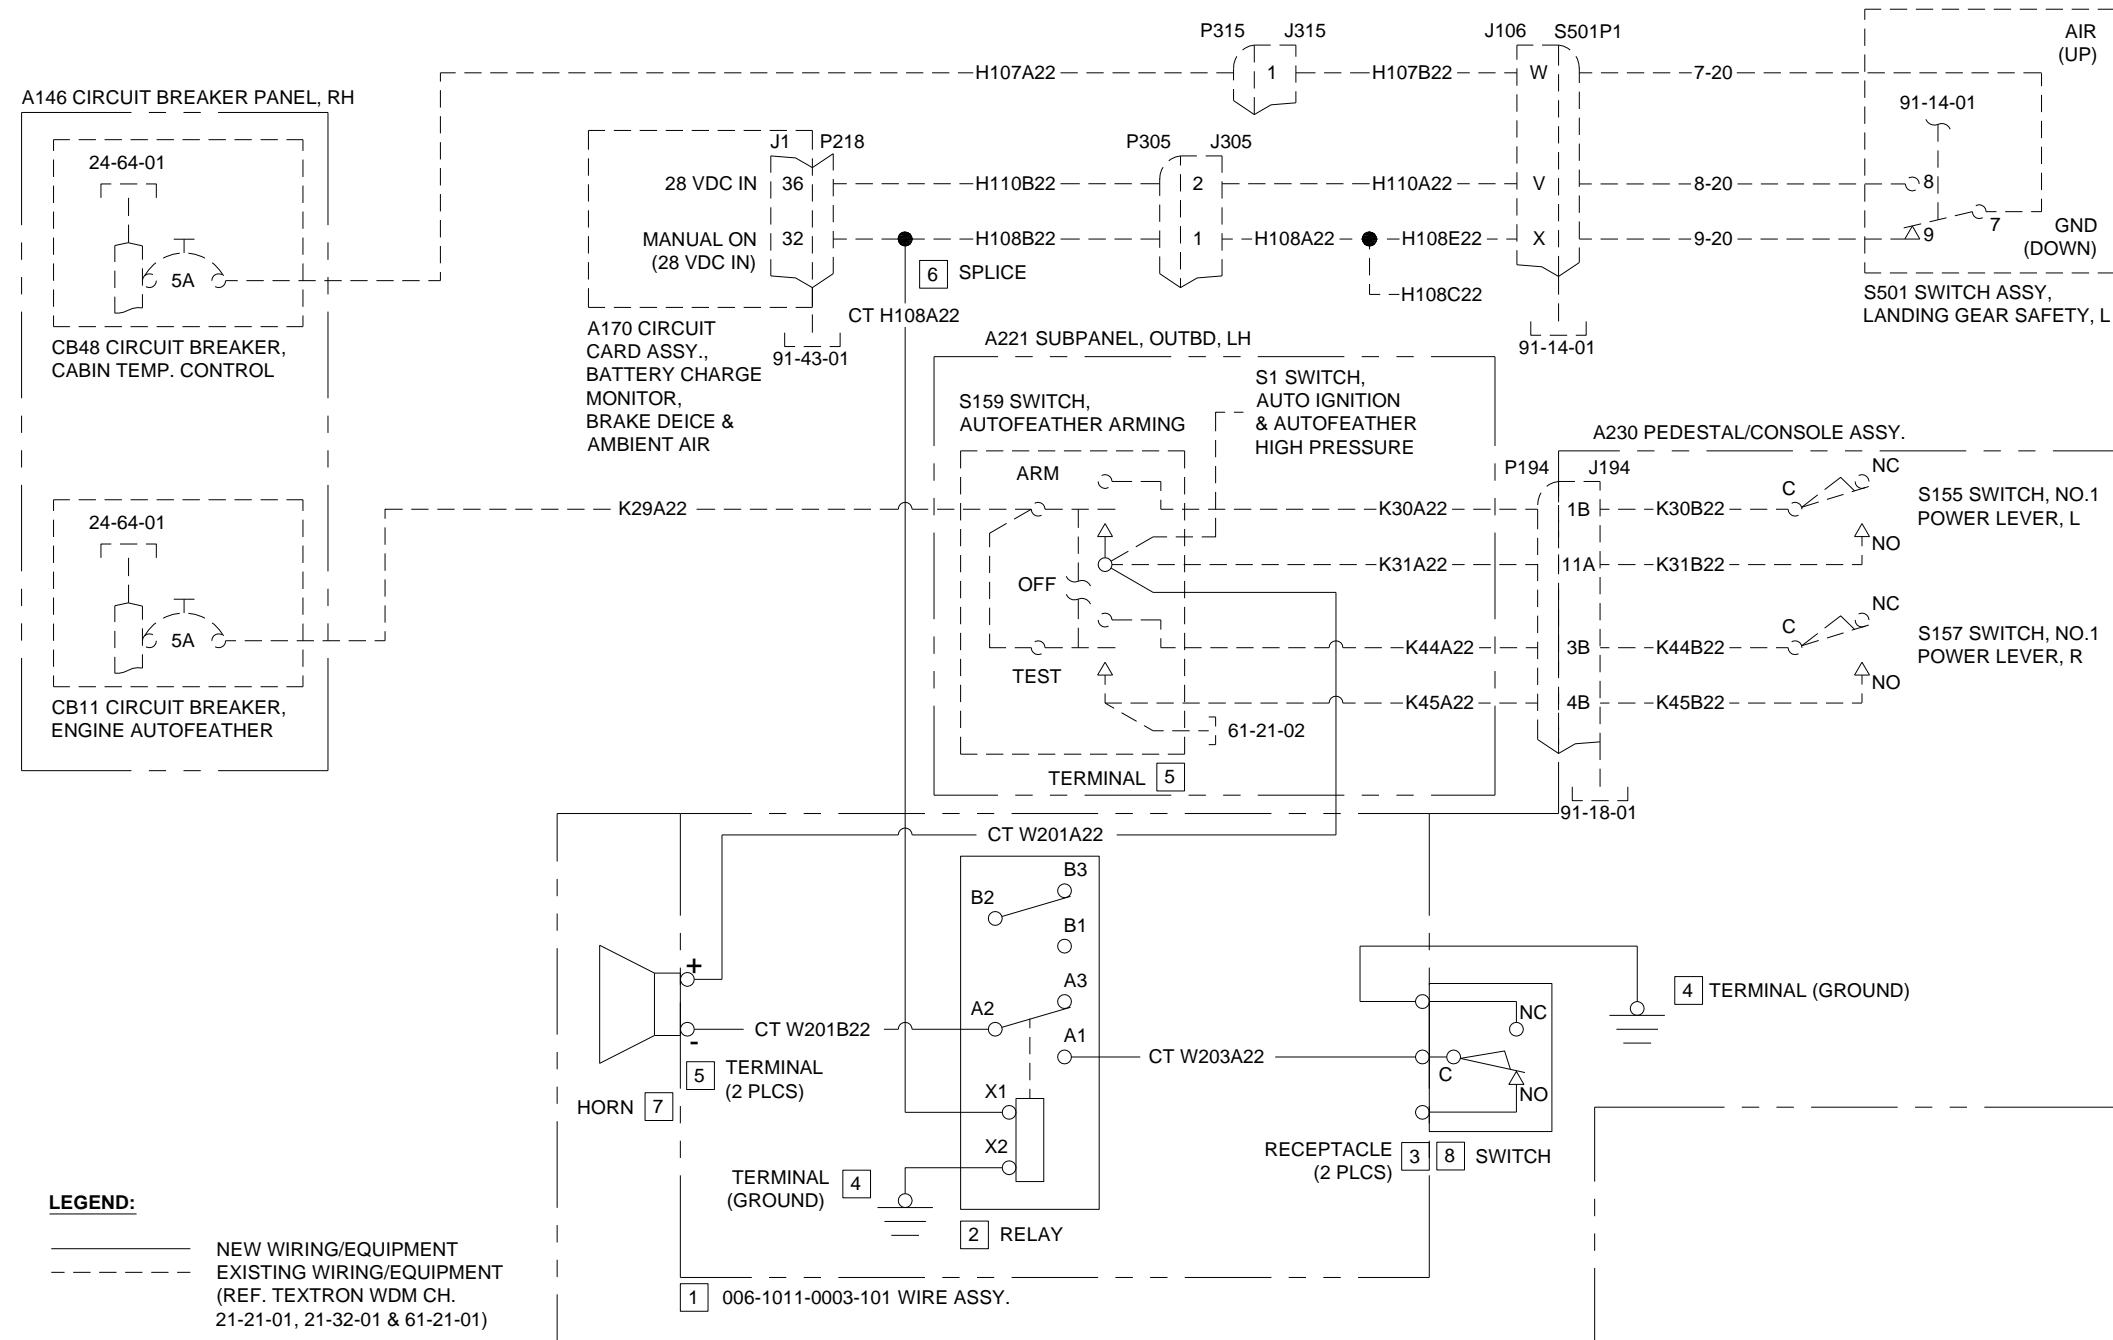 P315 J315
J106 S501P1
AIR
(UP)
H107A22
1
H107B22
W
7-20
A146 CIRCUIT BREAKER PANEL, RH
91-14-01
J1 P218
P305 J305
24-64-01
28 VDC IN
36
H110B22
2
H110A22
V
8-20
8
7
MANUAL ON
(28 VDC IN)
32
H108B22
1
H108A22
H108E22
X
9-20
9
GND
(DOWN)
5A
6 SPLICE
H108C22
CT H108A22
S501 SWITCH ASSY,
LANDING GEAR SAFETY, L
CB48 CIRCUIT BREAKER,
CABIN TEMP. CONTROL
A170 CIRCUIT
CARD ASSY.,
BATTERY CHARGE
MONITOR,
BRAKE DEICE &
AMBIENT AIR
91-43-01
91-14-01
A221 SUBPANEL, OUTBD, LH
S1 SWITCH,
AUTO IGNITION
& AUTOFEATHER
HIGH PRESSURE
S159 SWITCH,
AUTOFEATHER ARMING
A230 PEDESTAL/CONSOLE ASSY.
P194 J194
ARM
NC
C
S155 SWITCH, NO.1
POWER LEVER, L
K29A22
K30A22
1B
K30B22
24-64-01
NO
K31A22
11A
K31B22
OFF
NC
C
S157 SWITCH, NO.1
POWER LEVER, R
5A
K44A22
3B
K44B22
TEST
NO
K45A22
4B
K45B22
61-21-02
CB11 CIRCUIT BREAKER,
ENGINE AUTOFEATHER
TERMINAL 5
91-18-01
CT W201A22
B3
B2
B1
+
A3
A2
A1
4 TERMINAL (GROUND)
NC
CT W201B22
-
CT W203A22
C
NO
5 TERMINAL
(2 PLCS)
HORN 7
X1
X2
RECEPTACLE
(2 PLCS)
3
8 SWITCH
TERMINAL
(GROUND)
4
2 RELAY
LEGEND:
NEW WIRING/EQUIPMENT
EXISTING WIRING/EQUIPMENT
(REF. TEXTRON WDM CH.
21-21-01, 21-32-01 & 61-21-01)
1 006-1011-0003-101 WIRE ASSY.